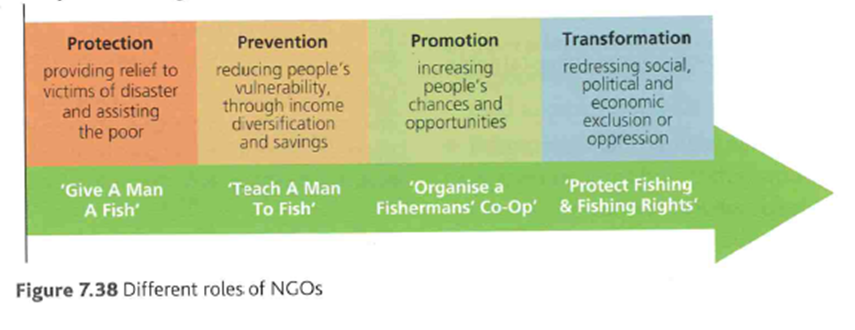 Protection
providing relief to
victims of disaster
and assisting
the poor
Prevention
reducing people's
vulnerability,
through income
diversification
and savings
Promotion
increasing
people's
chances and
opportunities
Transformation
redressing social,
political and
economic
exclusion or
oppression
'Give A Man
A Fish'
'Teach A Man
To Fish'
'Organise a
Fishermans' Co-Op'
'Protect Fishing
& Fishing Rights'
Figure 7.38 Different roles of NGOs